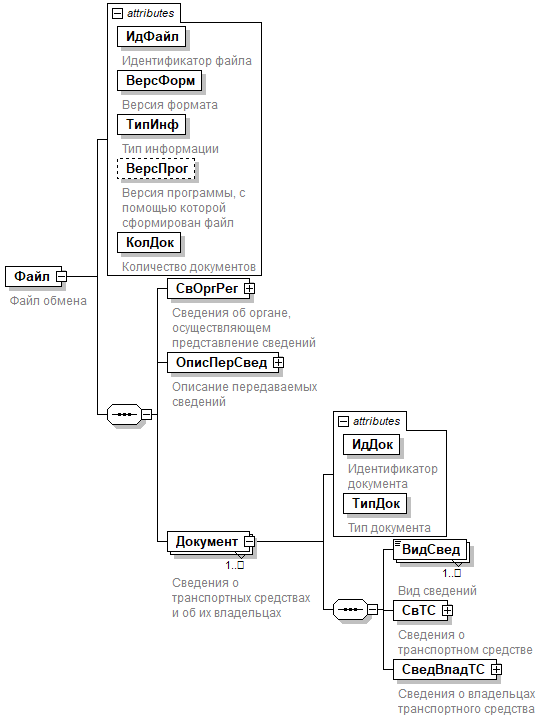 attributes
ИдФайл
Идентификатор файла
ВерсФорм
Версия формата
ТипИнф
Тип информации
ВерсПрог
Версия программы, с
помощью которой
сформирован файл
КолДок
Количество документов
Файл
Файл обмена
СвОргРег
Сведения об органе,
осуществляющем
представление сведений
ОписПерСвед
Описание передаваемых
сведений
Документ
1..□
Сведения о
транспортных средствах
и об их владельцах
attributes
ИдДок
Идентификатор
документа
ТипДок
Тип документа
ВидСвед
1..□
Вид сведений
СвТС
Сведения о
транспортном средстве
СведВладТС
Сведения о владельцах
транспортного средства